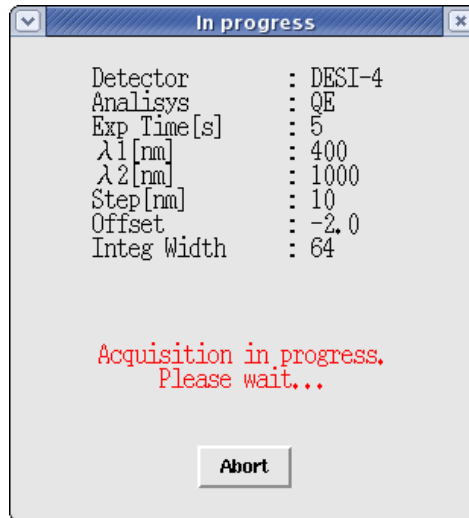 In progress
Detector : DESI-4
Analisys : QE
Exp Time[s] : 5
λ1[nm] : 400
λ2[nm] : 1000
Step[nm] : 10
Offset : -2.0
Integ Width : 64
Acquisition in progress.
Please wait...
Abort